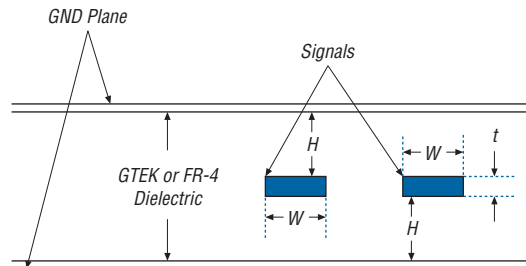 GND Plane
Signals
t
H
W
GTEK or FR-4
Dielectric
W
H